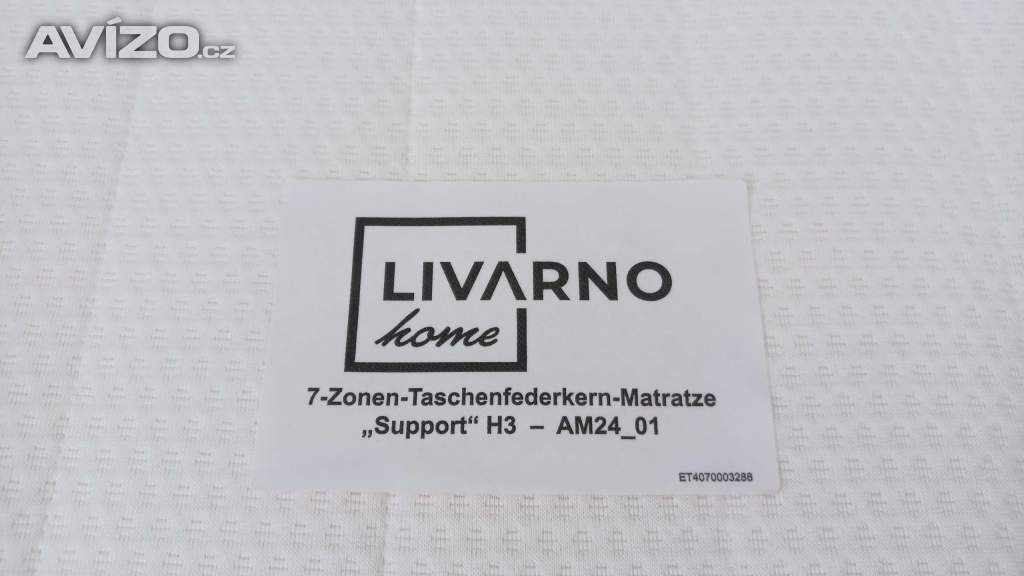 AVÍZO.cz
LIVARNO
home
7-Zonen-Taschenfederkern-Matratze
„Support“ H3 – AM24_01
ET4070003288